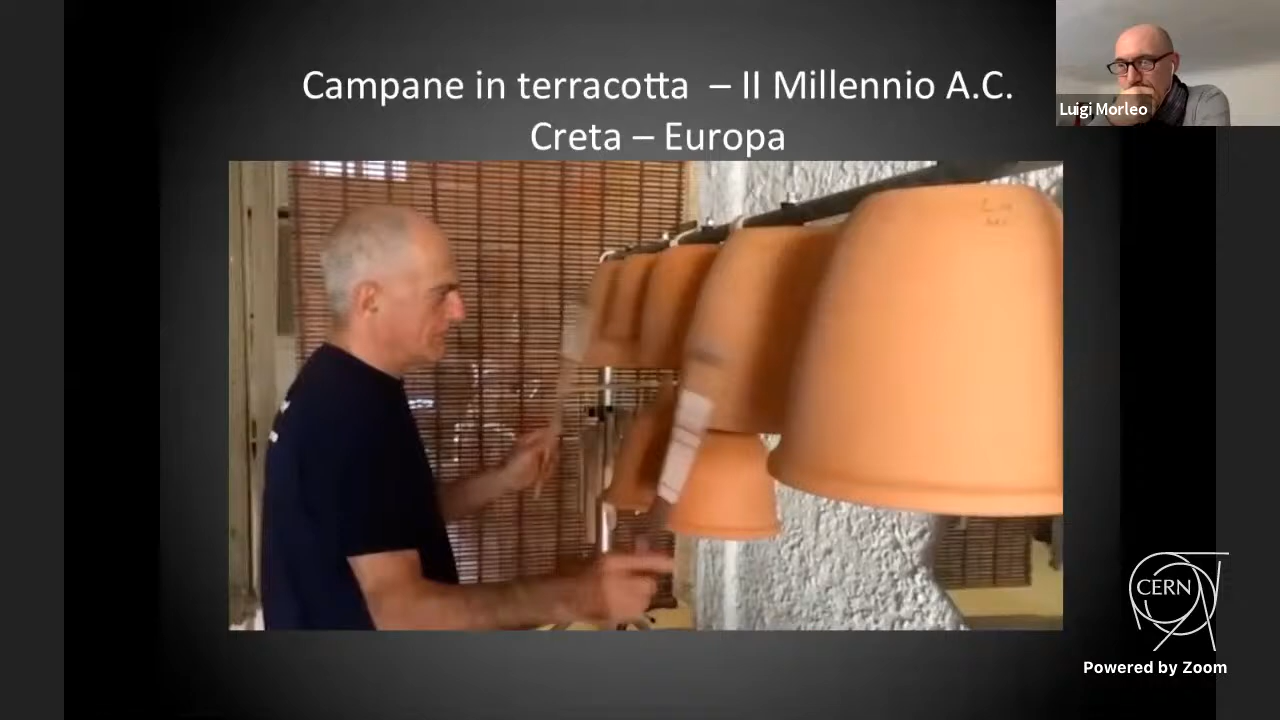 Campane in terracotta – II Millennio A.C.
Creta – Europa
Luigi Morleo
CERN
Powered by Zoom